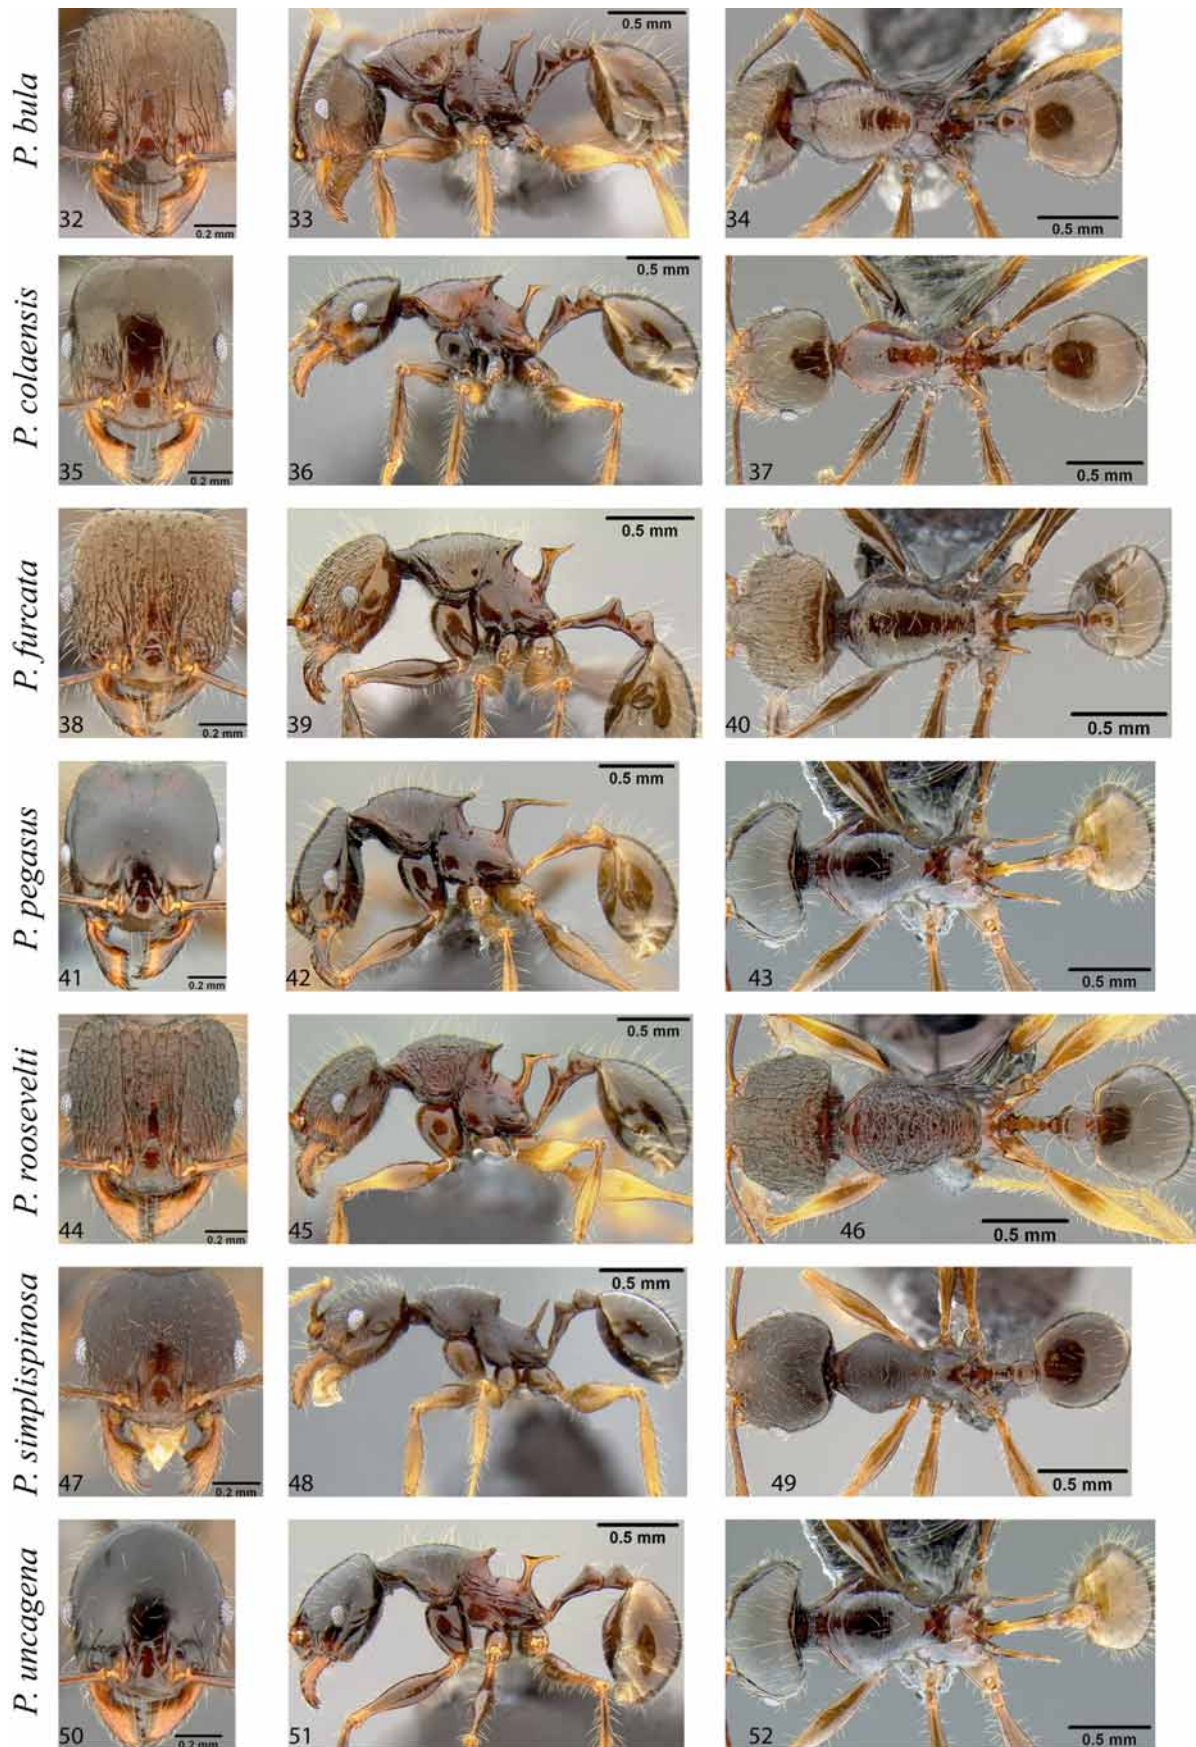 P. bula
32
0.2 mm
33
0.5 mm
34
0.5 mm
P. colaensis
35
0.2 mm
36
0.5 mm
37
0.5 mm
P. furcata
38
0.2 mm
39
0.5 mm
40
0.5 mm
P. pegasus
41
0.2 mm
42
0.5 mm
43
0.5 mm
P. roosevelti
44
0.2 mm
45
0.5 mm
46
0.5 mm
P. simplispinosa
47
0.2 mm
48
0.5 mm
49
0.5 mm
P. uncagena
50
0.2 mm
51
0.5 mm
52
0.5 mm